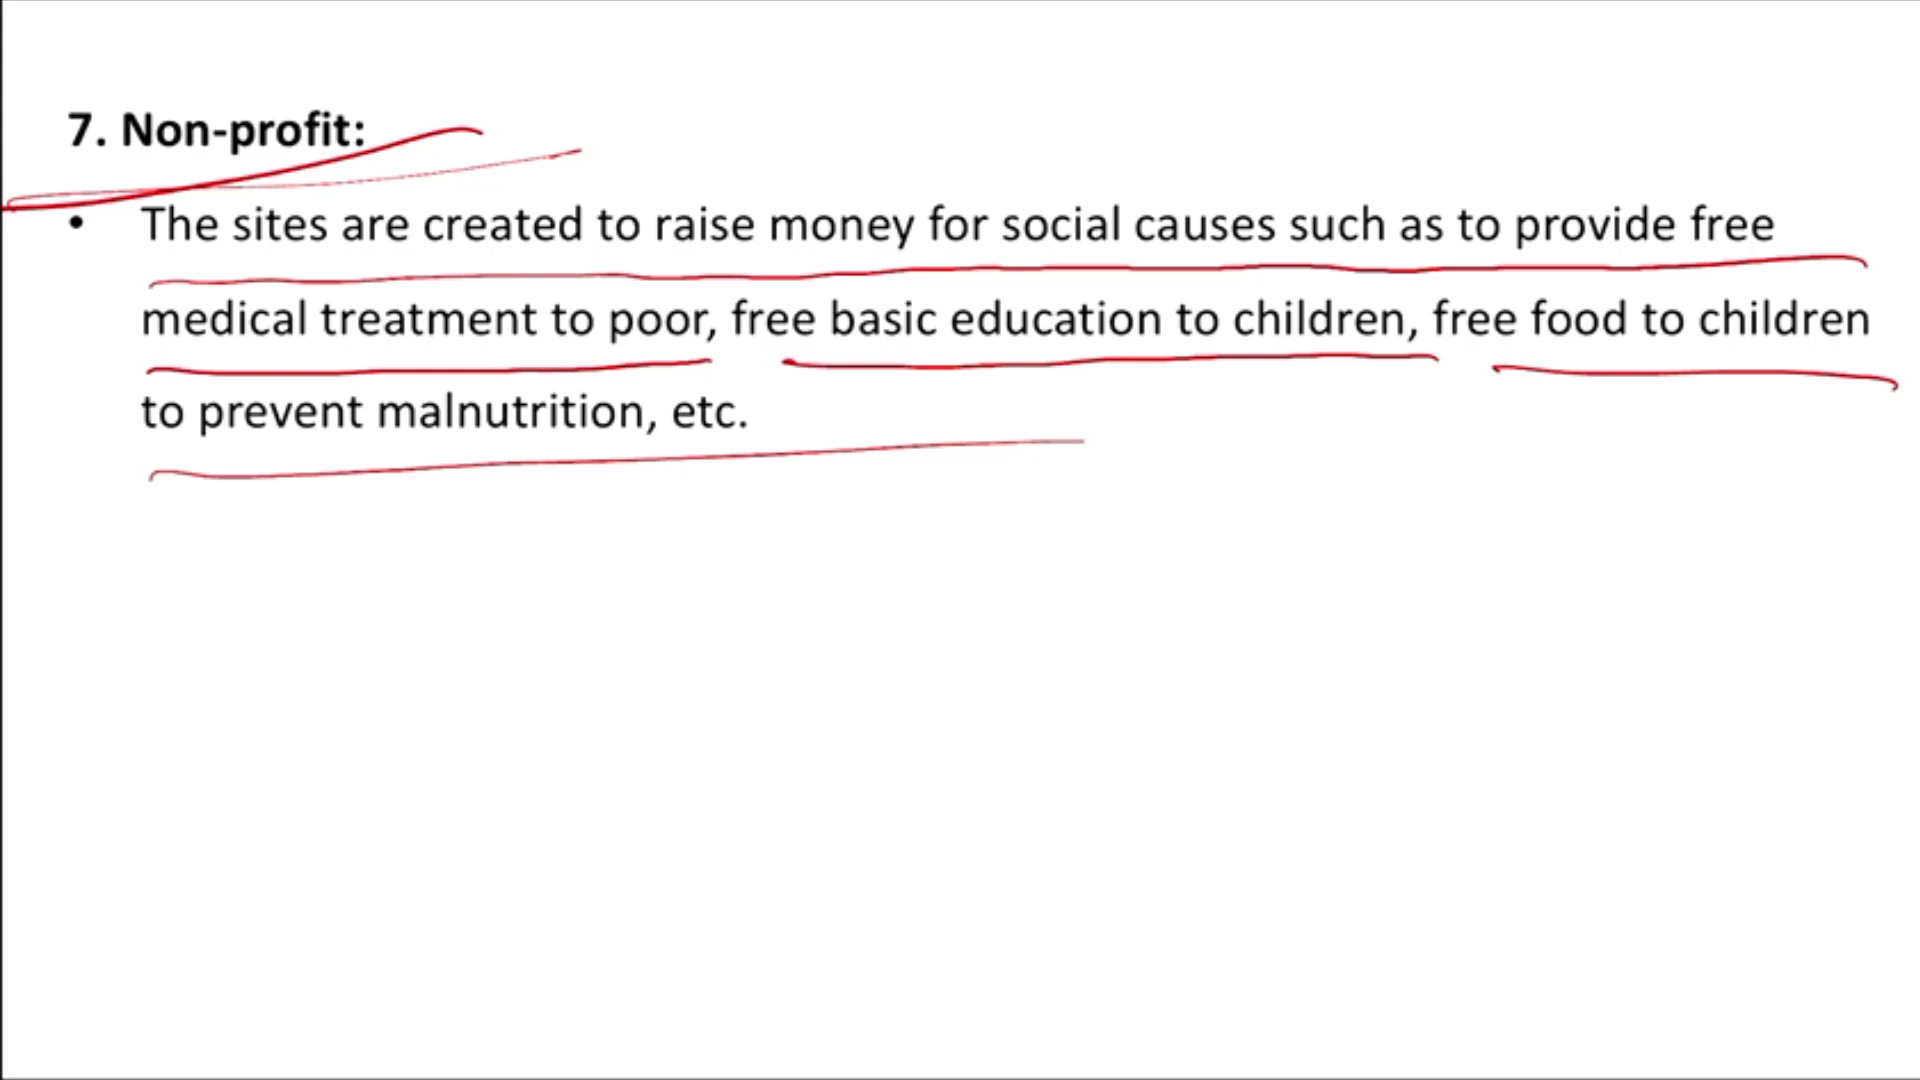 7. Non-profit:
• The sites are created to raise money for social causes such as to provide free
medical treatment to poor, free basic education to children, free food to children
to prevent malnutrition, etc.